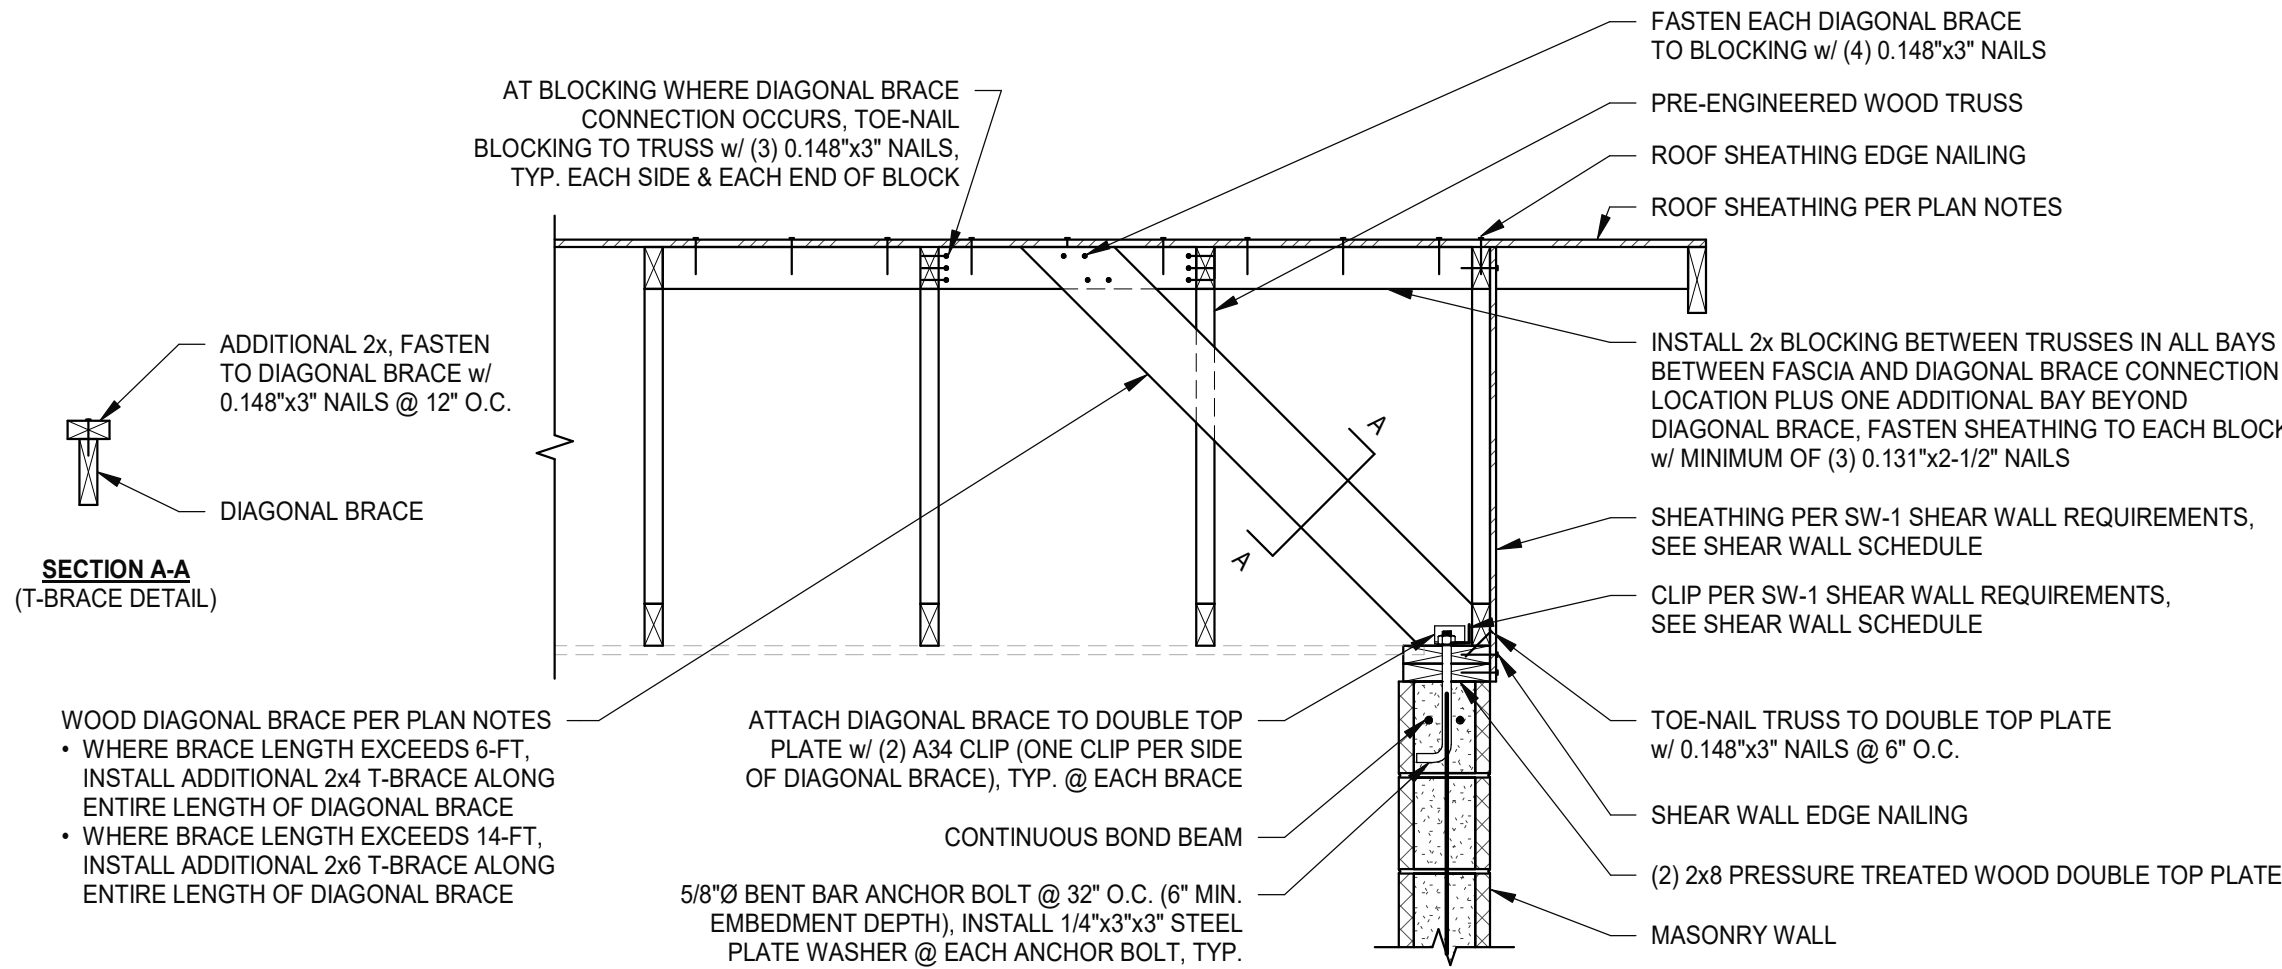 FASTEN EACH DIAGONAL BRACE
TO BLOCKING w/ (4) 0.148"x3" NAILS
AT BLOCKING WHERE DIAGONAL BRACE
CONNECTION OCCURS, TOE-NAIL
BLOCKING TO TRUSS w/ (3) 0.148"x3" NAILS,
TYP. EACH SIDE & EACH END OF BLOCK
PRE-ENGINEERED WOOD TRUSS
ROOF SHEATHING EDGE NAILING
ROOF SHEATHING PER PLAN NOTES
ADDITIONAL 2x, FASTEN
TO DIAGONAL BRACE w/
0.148"x3" NAILS @ 12" O.C.
DIAGONAL BRACE
SECTION A-A
(T-BRACE DETAIL)
A
A
INSTALL 2x BLOCKING BETWEEN TRUSSES IN ALL BAYS
BETWEEN FASCIA AND DIAGONAL BRACE CONNECTION
LOCATION PLUS ONE ADDITIONAL BAY BEYOND
DIAGONAL BRACE, FASTEN SHEATHING TO EACH BLOCK
w/ MINIMUM OF (3) 0.131"x2-1/2" NAILS
SHEATHING PER SW-1 SHEAR WALL REQUIREMENTS,
SEE SHEAR WALL SCHEDULE
CLIP PER SW-1 SHEAR WALL REQUIREMENTS,
SEE SHEAR WALL SCHEDULE
WOOD DIAGONAL BRACE PER PLAN NOTES
• WHERE BRACE LENGTH EXCEEDS 6-FT,
INSTALL ADDITIONAL 2x4 T-BRACE ALONG
ENTIRE LENGTH OF DIAGONAL BRACE
• WHERE BRACE LENGTH EXCEEDS 14-FT,
INSTALL ADDITIONAL 2x6 T-BRACE ALONG
ENTIRE LENGTH OF DIAGONAL BRACE
ATTACH DIAGONAL BRACE TO DOUBLE TOP
PLATE w/ (2) A34 CLIP (ONE CLIP PER SIDE
OF DIAGONAL BRACE), TYP. @ EACH BRACE
CONTINUOUS BOND BEAM
5/8"Ø BENT BAR ANCHOR BOLT @ 32" O.C. (6" MIN.
EMBEDMENT DEPTH), INSTALL 1/4"x3"x3" STEEL
PLATE WASHER @ EACH ANCHOR BOLT, TYP.
TOE-NAIL TRUSS TO DOUBLE TOP PLATE
w/ 0.148"x3" NAILS @ 6" O.C.
SHEAR WALL EDGE NAILING
(2) 2x8 PRESSURE TREATED WOOD DOUBLE TOP PLATE
MASONRY WALL